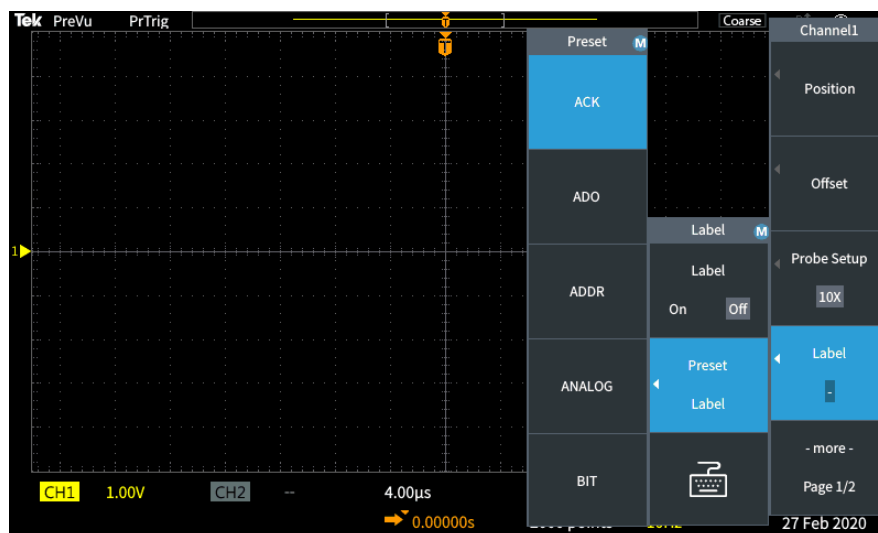 Tek PreVu PrTrig
Coarse
T
T
1
Preset M
ACK
ADO
ADDR
ANALOG
BIT
Label M
Label
On Off
Preset
Label
Channel1
Position
Offset
Probe Setup
10X
Label
-
- more -
Page 1/2
CH1 1.00V CH2 -- 4.00µs
0.00000s
27 Feb 2020